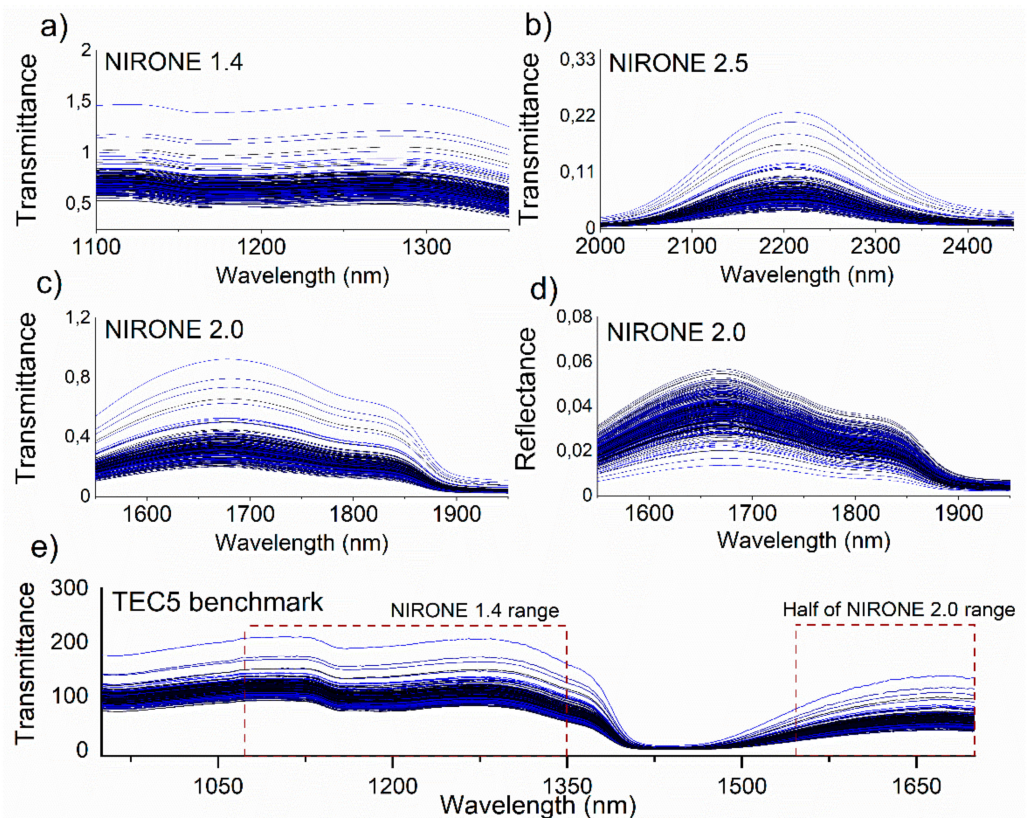 a)
NIRONE 1.4
Transmittance
2
1,5
1
0,5
1100 1200 1300
Wavelength (nm)
b)
NIRONE 2.5
Transmittance
0,33
0,22
0,11
0
2000 2100 2200 2300 2400
Wavelength (nm)
c)
NIRONE 2.0
Transmittance
1.2
0.8
0.4
0
1600 1700 1800 1900
Wavelength (nm)
d)
NIRONE 2.0
Reflectance
0,08
0.06
0.04
0.02
0
1600 1700 1800 1900
Wavelength (nm)
e)
TEC5 benchmark
NIRONE 1.4 range
Half of NIRONE 2.0 range
Transmittance
300
200
100
0
1050 1200 1350 1500 1650
Wavelength (nm)